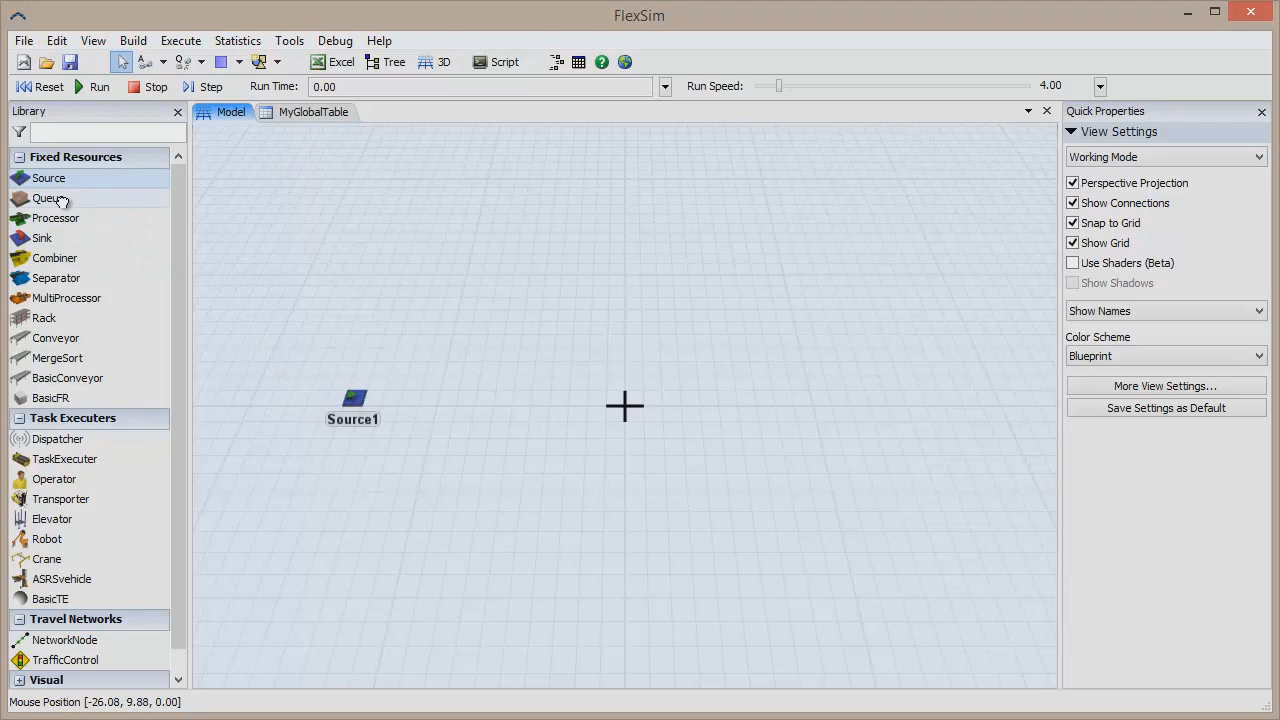 FlexSim
File Edit View Build Execute Statistics Tools Debug Help
Excel Tree 3D Script
Reset Run Stop Step Run Time: 0.00 Run Speed: 4.00
Library
Fixed Resources
Source
Queue
Processor
Sink
Combiner
Separator
MultiProcessor
Rack
Conveyor
MergeSort
BasicConveyor
BasicFR
Task Executers
Dispatcher
TaskExecuter
Operator
Transporter
Elevator
Robot
Crane
ASRSvehicle
BasicTE
Travel Networks
NetworkNode
TrafficControl
Visual
Model MyGlobalTable
Source1
Quick Properties
View Settings
Working Mode
Perspective Projection
Show Connections
Snap to Grid
Show Grid
Use Shaders (Beta)
Show Shadows
Show Names
Color Scheme
Blueprint
More View Settings...
Save Settings as Default
Mouse Position [-26.08, 9.88, 0.00]